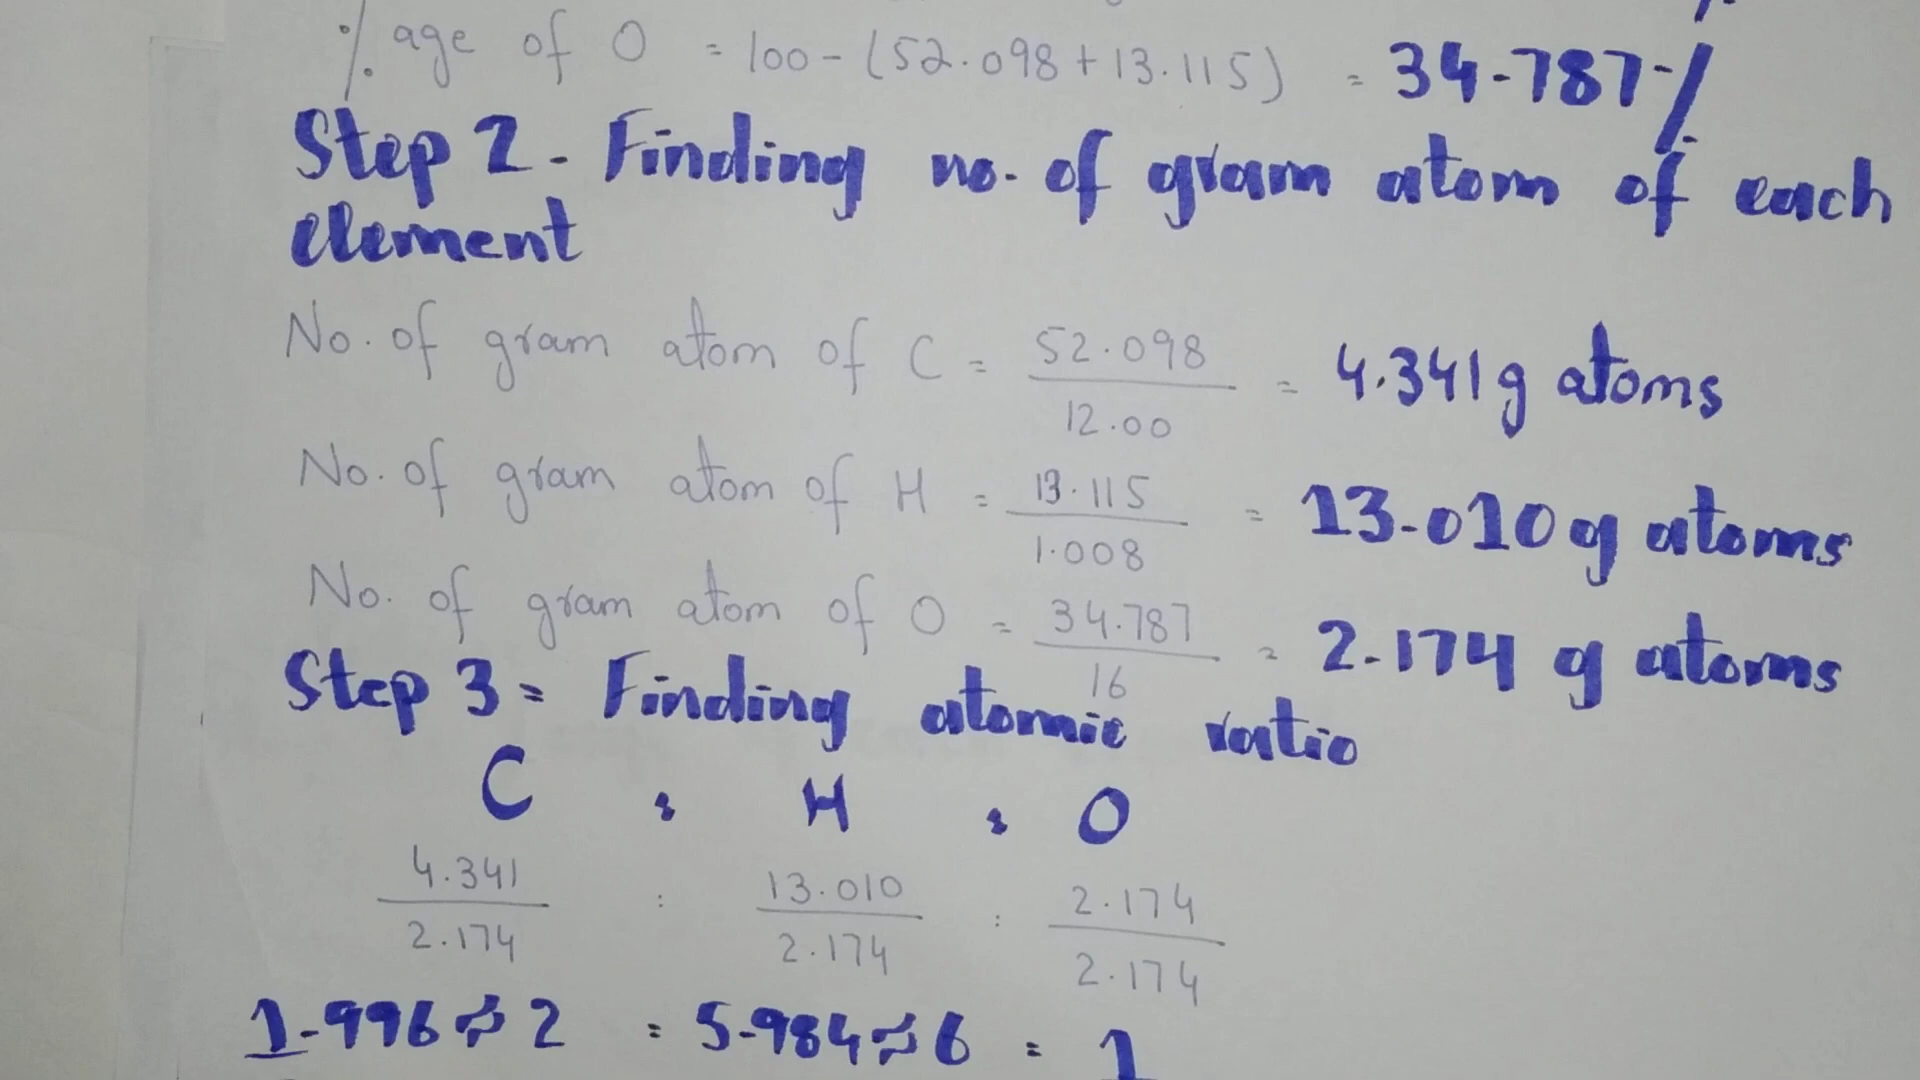 %age of O = 100 - (52.098 + 13.115) = 34.787%
Step 2 - Finding no. of gram atom of each
element
No. of gram atom of C = 52.098 / 12.00 = 4.341 g atoms
No. of gram atom of H = 13.115 / 1.008 = 13.010 g atoms
No. of gram atom of O = 34.787 / 16 = 2.174 g atoms
Step 3 = Finding atomic ratio
C : H : O
4.341 / 2.174 : 13.010 / 2.174 : 2.174 / 2.174
1.996 ≈ 2 : 5.984 ≈ 6 : 1